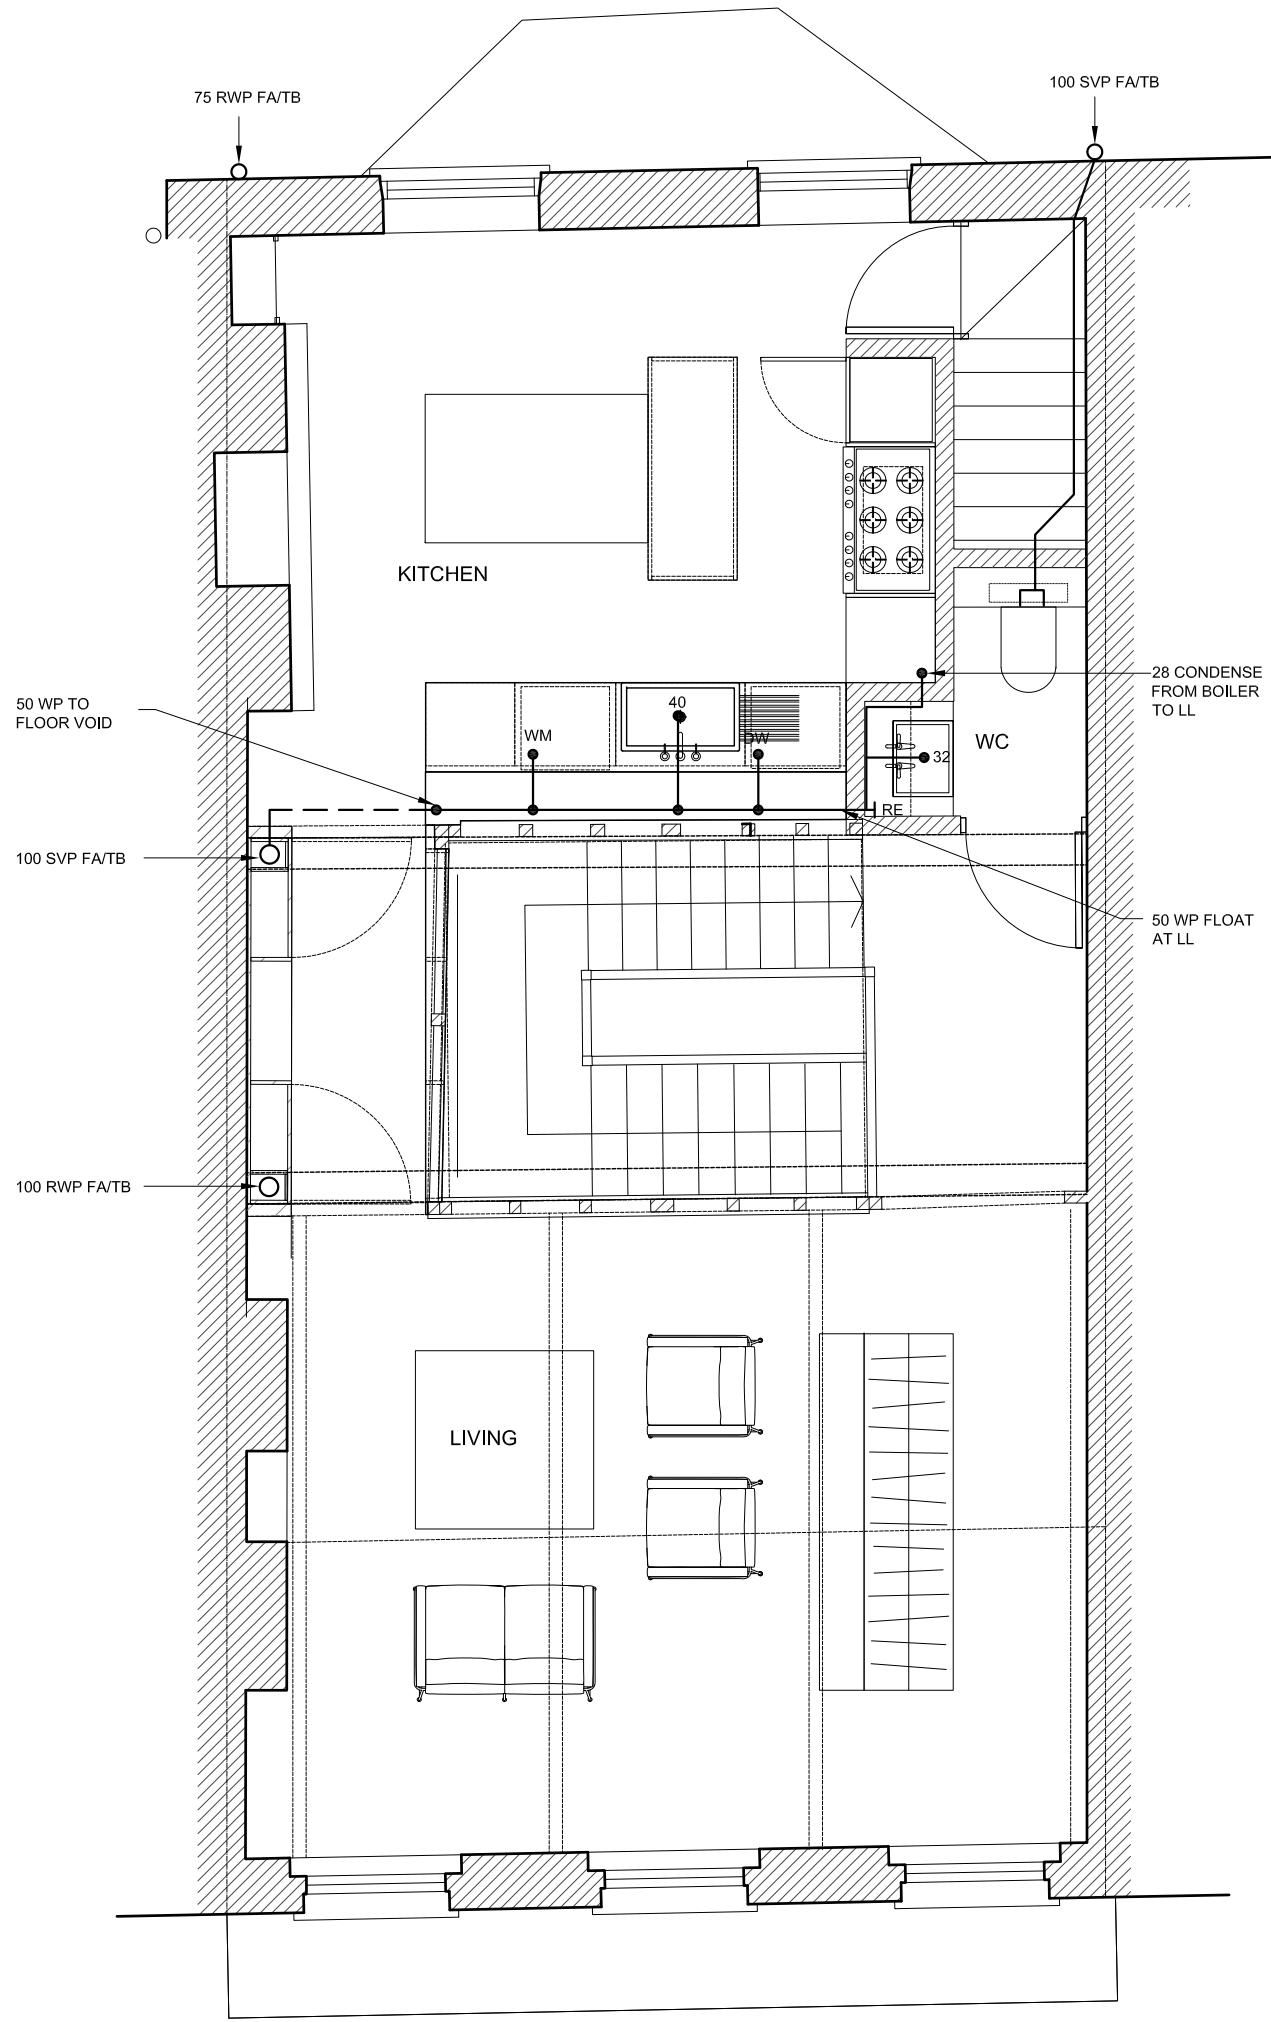 75 RWP FA/TB
100 SVP FA/TB
KITCHEN
28 CONDENSE
FROM BOILER
TO LL
50 WP TO
FLOOR VOID
40
WM
DW
WC
32
RE
100 SVP FA/TB
50 WP FLOAT
AT LL
100 RWP FA/TB
LIVING